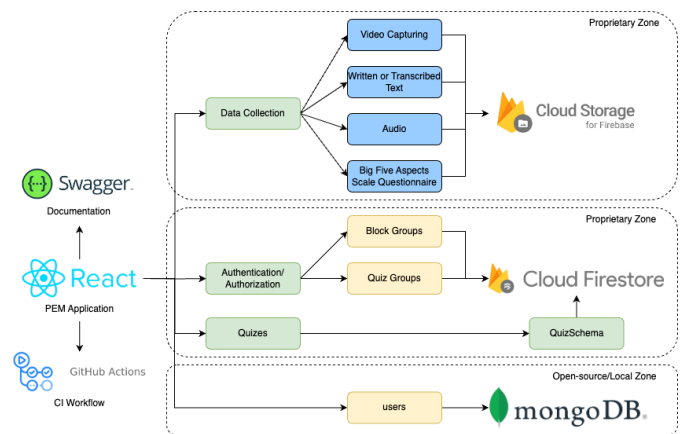 Proprietary Zone
Video Capturing
Written or Transcribed
Text
Data Collection
Audio
Cloud Storage
for Firebase
Big Five Aspects
Scale Questionnaire
{··}
Swagger
Documentation
Proprietary Zone
Block Groups
React
PEM Application
Authentication/
Authorization
Quiz Groups
Cloud Firestore
Quizes
QuizSchema
GitHub Actions
CI Workflow
Open-source/Local Zone
users
mongoDB®